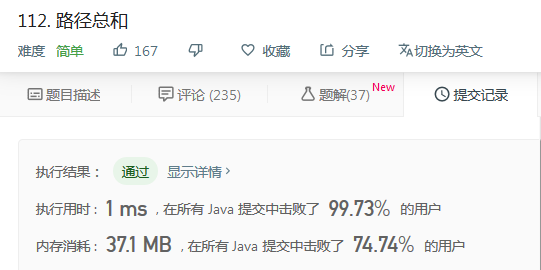 112. 路径总和
难度 简单 167 收藏 分享 切换为英文
题目描述 评论 (235) 题解(37) New 提交记录
执行结果： 通过 显示详情 >
执行用时 : 1 ms , 在所有 Java 提交中击败了 99.73% 的用户
内存消耗 : 37.1 MB , 在所有 Java 提交中击败了 74.74% 的用户